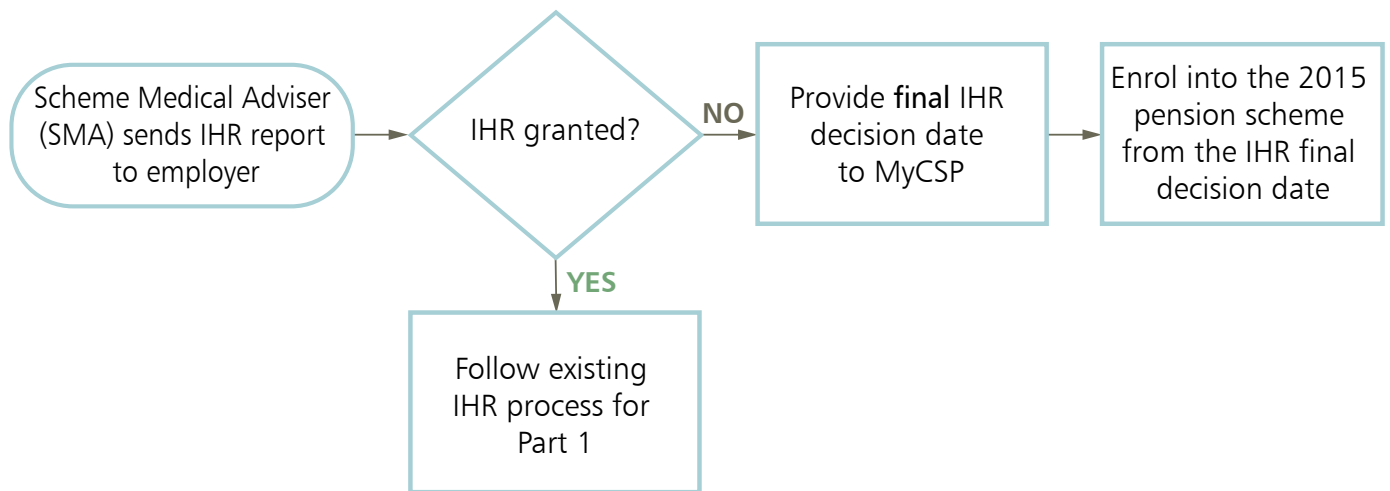 Scheme Medical Adviser
(SMA) sends IHR report
to employer
IHR granted?
NO
Provide final IHR
decision date
to MyCSP
Enrol into the 2015
pension scheme
from the IHR final
decision date
YES
Follow existing
IHR process for
Part 1